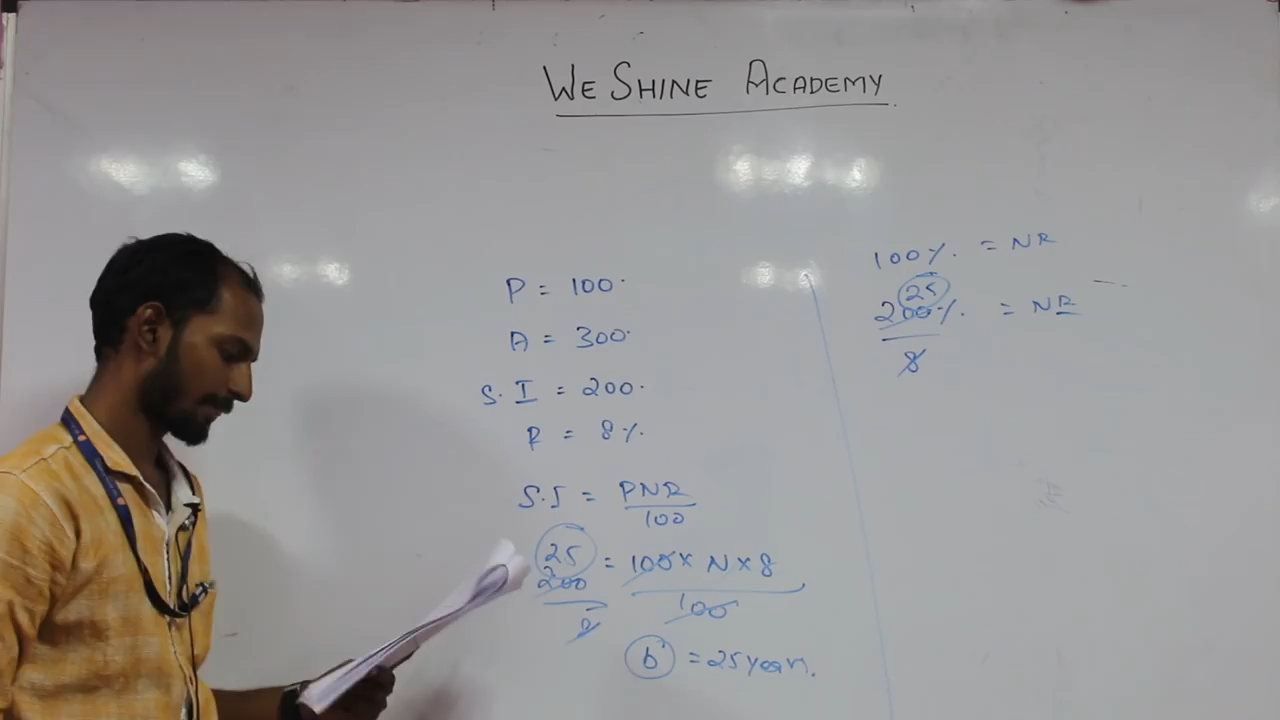 WE SHINE ACADEMY
P = 100.
A = 300.
S.I = 200.
R = 8%.
S.I = PNR
100
25
200 = 100 x N x 8
8 100
b = 25 years.
100% = NR
25
200% = NR
8